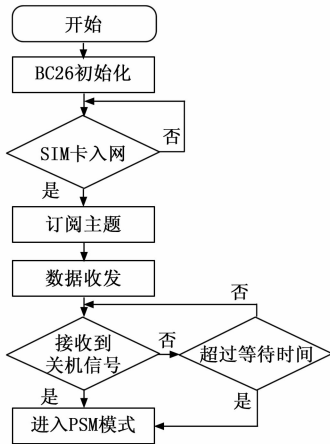 开始
BC26初始化
SIM卡入网
否
是
订阅主题
数据收发
否
接收到
关机信号
否
超过等待时间
是
是
进入PSM模式